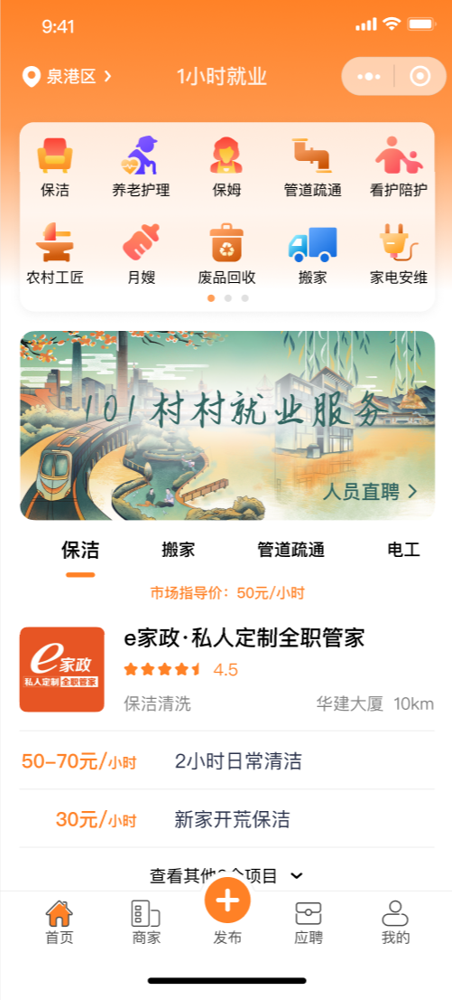 9:41
泉港区
1小时就业
保洁 养老护理 保姆 管道疏通 看护陪护
农村工匠 月嫂 废品回收 搬家 家电安维
101村村就业服务
人员直聘
保洁 搬家 管道疏通 电工
市场指导价：50元/小时
e家政·私人定制全职管家
e家政
私人定制 全职管家
4.5
保洁清洗 华建大厦 10km
50-70元/小时 2小时日常清洁
30元/小时 新家开荒保洁
查看其他 个项目
首页 商家 发布 应聘 我的